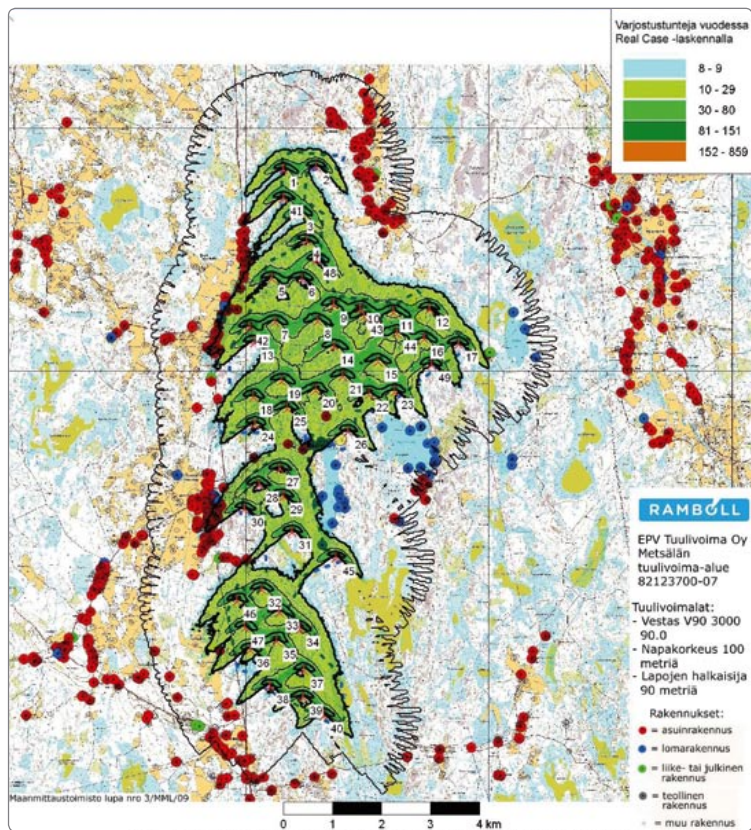 Varjostustunteja vuodessa
Real Case -laskennalla
8 - 9
10 - 29
30 - 80
81 - 151
152 - 859
1
2
41
3
4
48
5
6
9
10
12
7
8
43
11
42
44
16
17
13
14
15
49
19
21
20
22
23
18
25
24
26
27
28
29
30
31
45
32
46
33
34
47
35
36
37
38
39
40
RAMBOLL
EPV Tuulivoima Oy
Metsälän
tuulivoima-alue
82123700-07
Tuulivoimalat:
- Vestas V90 3000
90.0
- Napakorkeus 100
metriä
- Lapojen halkaisija
90 metriä
Rakennukset:
= asuinrakennus
= lomarakennus
= liike- tai julkinen
rakennus
= teollinen
rakennus
= muu rakennus
Maanmittaustoimisto lupa nro 3/MML/09
0 1 2 3 4 km